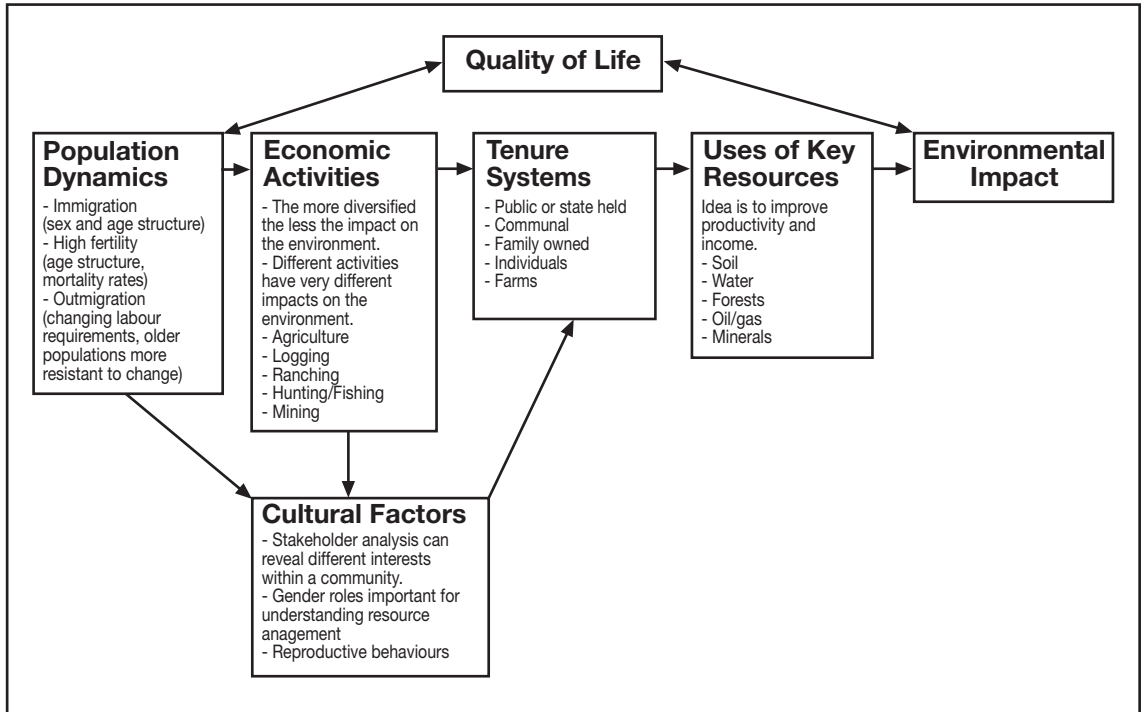 Quality of Life
Population
Dynamics
- Immigration
(sex and age structure)
- High fertility
(age structure,
mortality rates)
- Outmigration
(changing labour
requirements, older
populations more
resistant to change)
Economic
Activities
- The more diversified
the less the impact on
the environment.
- Different activities
have very different
impacts on the
environment.
- Agriculture
- Logging
- Ranching
- Hunting/Fishing
- Mining
Tenure
Systems
- Public or state held
- Communal
- Family owned
- Individuals
- Farms
Uses of Key
Resources
Idea is to improve
productivity and
income.
- Soil
- Water
- Forests
- Oil/gas
- Minerals
Environmental
Impact
Cultural Factors
- Stakeholder analysis can
reveal different interests
within a community.
- Gender roles important for
understanding resource
anagement
- Reproductive behaviours